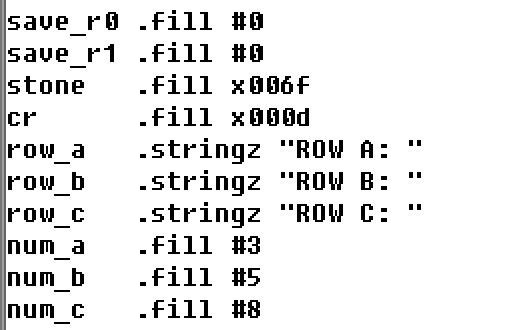 save_r0 .fill #0
save_r1 .fill #0
stone   .fill x006f
cr      .fill x000d
row_a   .stringz "ROW A: "
row_b   .stringz "ROW B: "
row_c   .stringz "ROW C: "
num_a   .fill #3
num_b   .fill #5
num_c   .fill #8